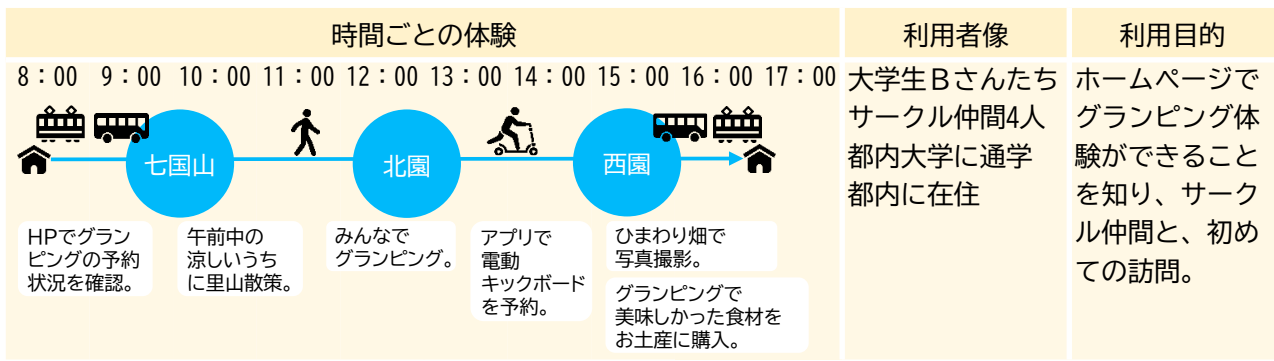 時間ごとの体験
利用者像
利用目的
8：00 9：00 10：00 11：00 12：00 13：00 14：00 15：00 16：00 17：00
七国山
北園
西園
HPでグラン
ピングの予約
状況を確認。
午前中の
涼しいうち
に里山散策。
みんなで
グランピング。
アプリで
電動
キックボード
を予約。
ひまわり畑で
写真撮影。
グランピングで
美味しかった食材を
お土産に購入。
大学生Ｂさんたち
サークル仲間4人
都内大学に通学
都内に在住
ホームページで
グランピング体
験ができること
を知り、サーク
ル仲間と、初め
ての訪問。